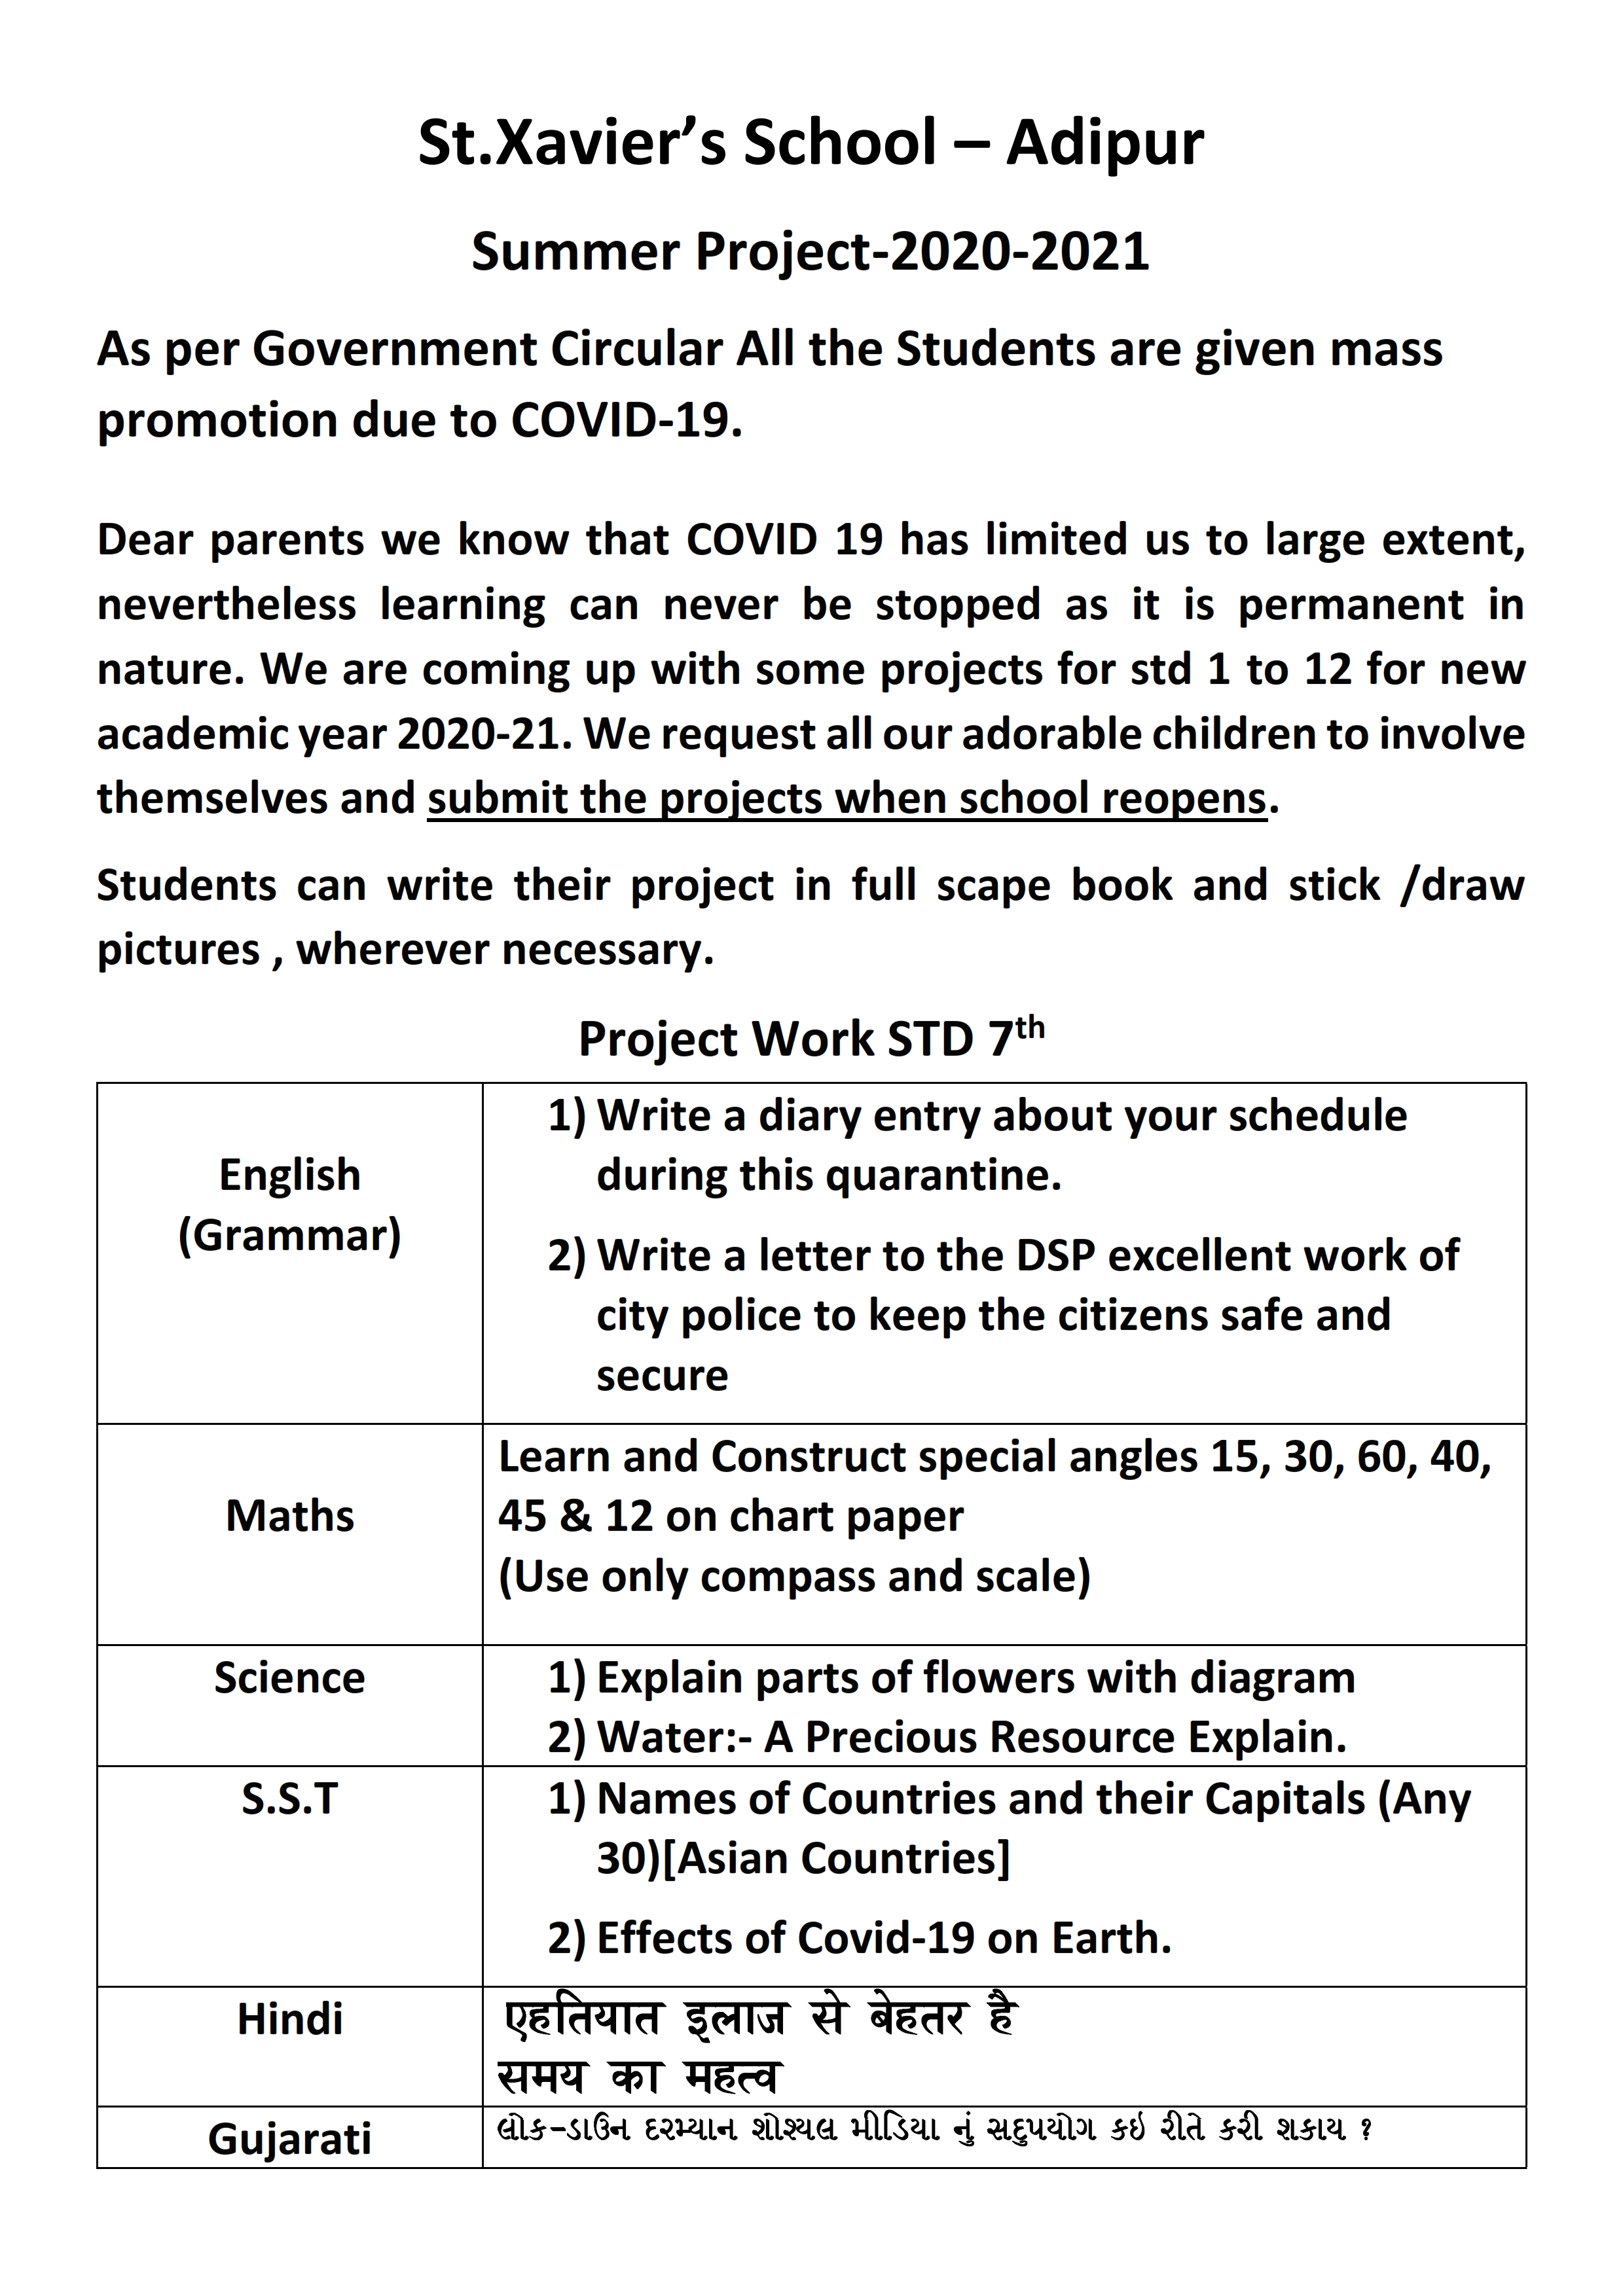 St.Xavier’s School – Adipur
Summer Project-2020-2021
As per Government Circular All the Students are given mass
promotion due to COVID-19.
Dear parents we know that COVID 19 has limited us to large extent,
nevertheless learning can never be stopped as it is permanent in
nature. We are coming up with some projects for std 1 to 12 for new
academic year 2020-21. We request all our adorable children to involve
themselves and submit the projects when school reopens.
Students can write their project in full scape book and stick /draw
pictures , wherever necessary.
Project Work STD 7th
English
(Grammar)
1) Write a diary entry about your schedule
during this quarantine.
2) Write a letter to the DSP excellent work of
city police to keep the citizens safe and
secure
Maths
Learn and Construct special angles 15, 30, 60, 40,
45 & 12 on chart paper
(Use only compass and scale)
Science
1) Explain parts of flowers with diagram
2) Water:- A Precious Resource Explain.
S.S.T
1) Names of Countries and their Capitals (Any
30)[Asian Countries]
2) Effects of Covid-19 on Earth.
Hindi
एहतियात इलाज से बेहतर है
समय का महत्व
Gujarati
લોક-ડાઉન દરમ્યાન શોશ્યલ મીડિયા નું સદુપયોગ કઇ રીતે કરી શકાય ?